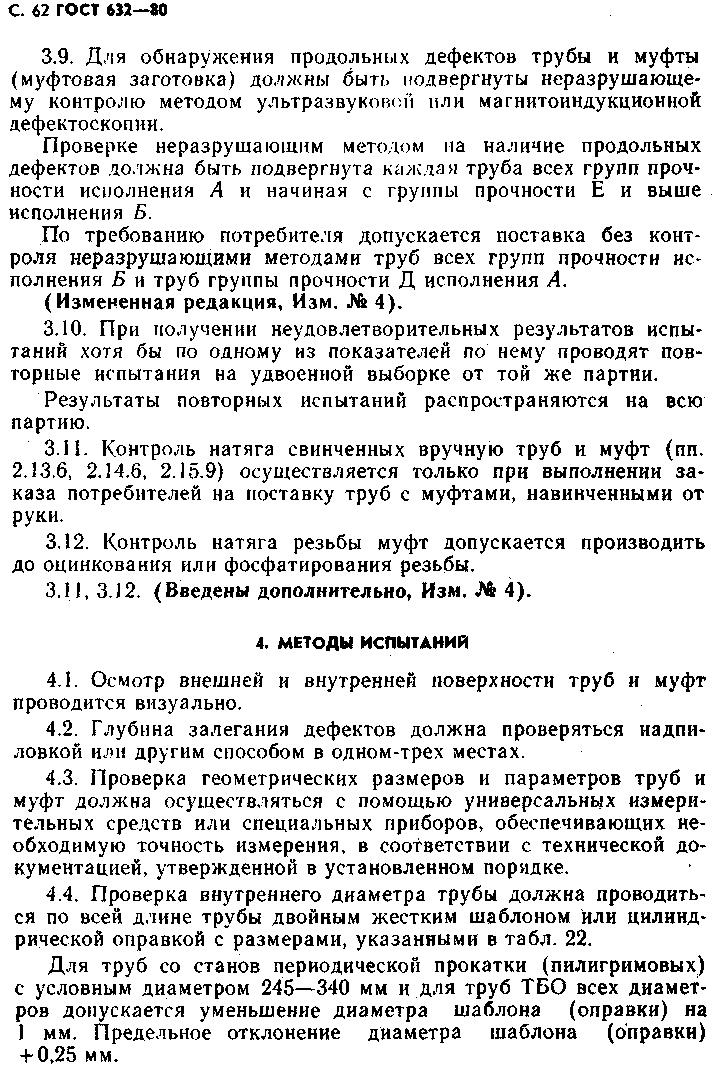 С. 62 ГОСТ 632—80
3.9. Для обнаружения продольных дефектов трубы и муфты
(муфтовая заготовка) должны быть подвергнуты неразрушающе-
му контролю методом ультразвуковой или магнитоиндукционной
дефектоскопии.
Проверке неразрушающим методом на наличие продольных
дефектов должна быть подвергнута каждая труба всех групп проч-
ности исполнения А и начиная с группы прочности Е и выше
исполнения Б.
По требованию потребителя допускается поставка без конт-
роля неразрушающими методами труб всех групп прочности ис-
полнения Б и труб группы прочности Д исполнения А.
(Измененная редакция, Изм. № 4).
3.10. При получении неудовлетворительных результатов испы-
таний хотя бы по одному из показателей по нему проводят пов-
торные испытания на удвоенной выборке от той же партии.
Результаты повторных испытаний распространяются на всю
партию.
3.11. Контроль натяга свинченных вручную труб и муфт (пп.
2.13.6, 2.14.6, 2.15.9) осуществляется только при выполнении за-
каза потребителей на поставку труб с муфтами, навинченными от
руки.
3.12. Контроль натяга резьбы муфт допускается производить
до оцинкования или фосфатирования резьбы.
3.11, 3.12. (Введены дополнительно, Изм. № 4).
4. МЕТОДЫ ИСПЫТАНИЙ
4.1. Осмотр внешней и внутренней поверхности труб и муфт
проводится визуально.
4.2. Глубина залегания дефектов должна проверяться надпи-
ловкой или другим способом в одном-трех местах.
4.3. Проверка геометрических размеров и параметров труб и
муфт должна осуществляться с помощью универсальных измери-
тельных средств или специальных приборов, обеспечивающих не-
обходимую точность измерения, в соответствии с технической до-
кументацией, утвержденной в установленном порядке.
4.4. Проверка внутреннего диаметра трубы должна проводить-
ся по всей длине трубы двойным жестким шаблоном или цилинд-
рической оправкой с размерами, указанными в табл. 22.
Для труб со станов периодической прокатки (пилигримовых)
с условным диаметром 245—340 мм и для труб ТБО всех диамет-
ров допускается уменьшение диаметра шаблона (оправки) на
1 мм. Предельное отклонение диаметра шаблона (оправки)
+0,25 мм.